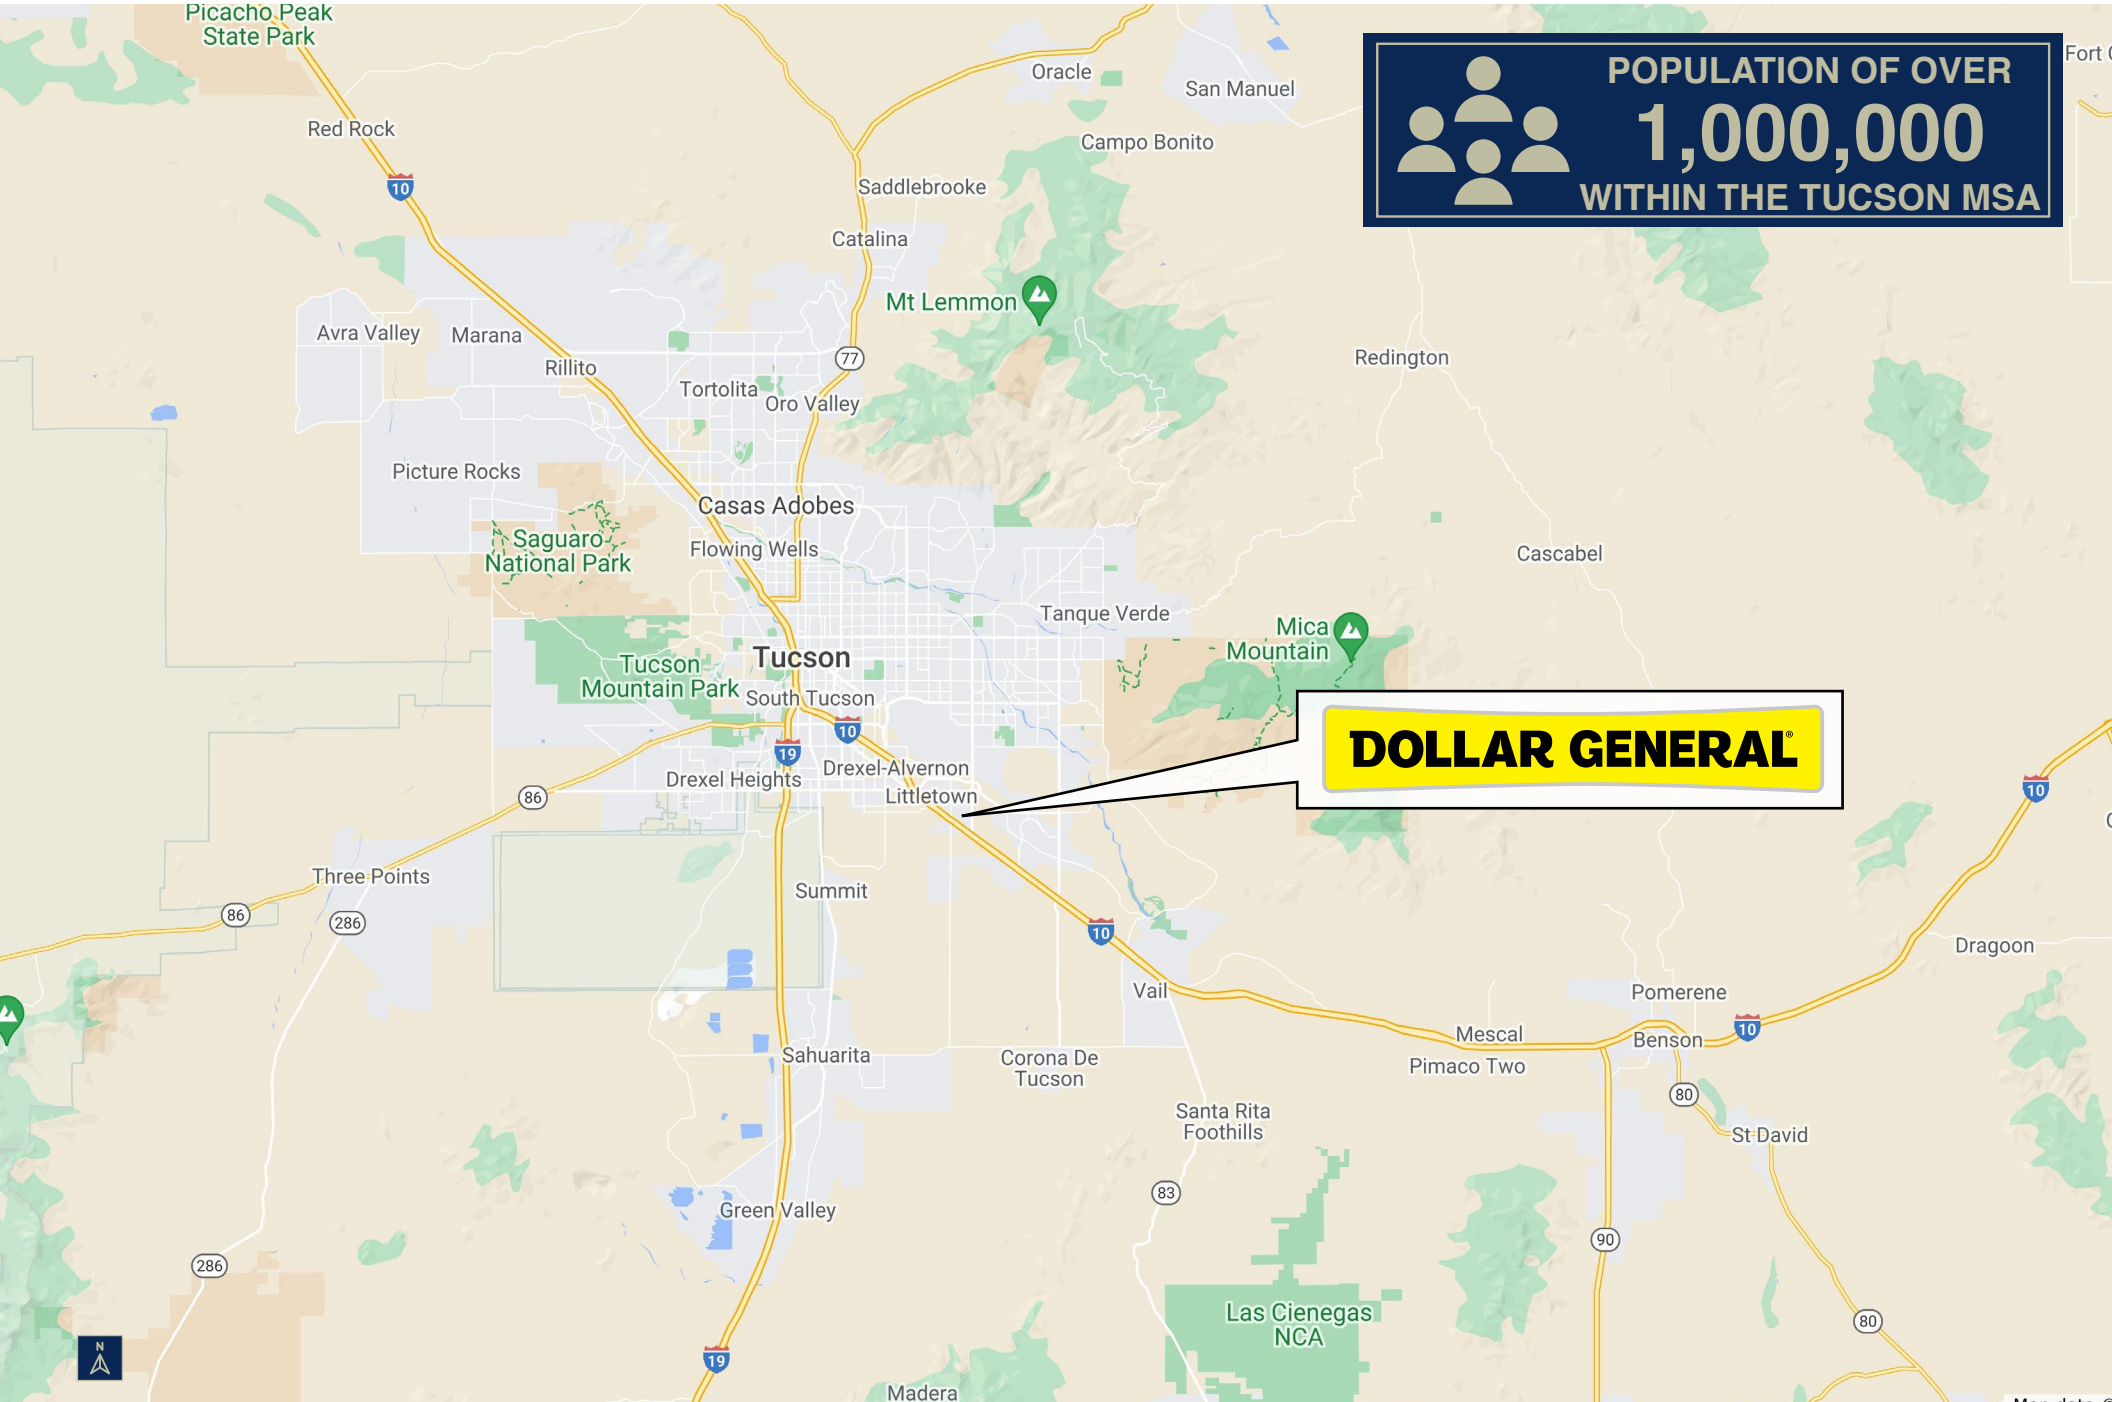 Picacho Peak
State Park
Oracle
San Manuel
POPULATION OF OVER
1,000,000
WITHIN THE TUCSON MSA
Fort
Red Rock
Campo Bonito
10
Saddlebrooke
Catalina
Mt Lemmon
Avra Valley
Marana
Rillito
77
Redington
Tortolita
Oro Valley
Picture Rocks
Casas Adobes
Saguaro
National Park
Flowing Wells
Cascabel
Tanque Verde
Mica
Mountain
Tucson
Tucson
Mountain Park
South Tucson
10
19
DOLLAR GENERAL®
Drexel-Alvernon
Drexel Heights
Littletown
86
10
Three Points
Summit
86
286
10
Dragoon
Vail
Pomerene
10
Mescal
Benson
Sahuarita
Corona De
Tucson
Pimaco Two
80
Santa Rita
Foothills
St David
83
Green Valley
90
286
Las Cienegas
NCA
80
N
19
Madera